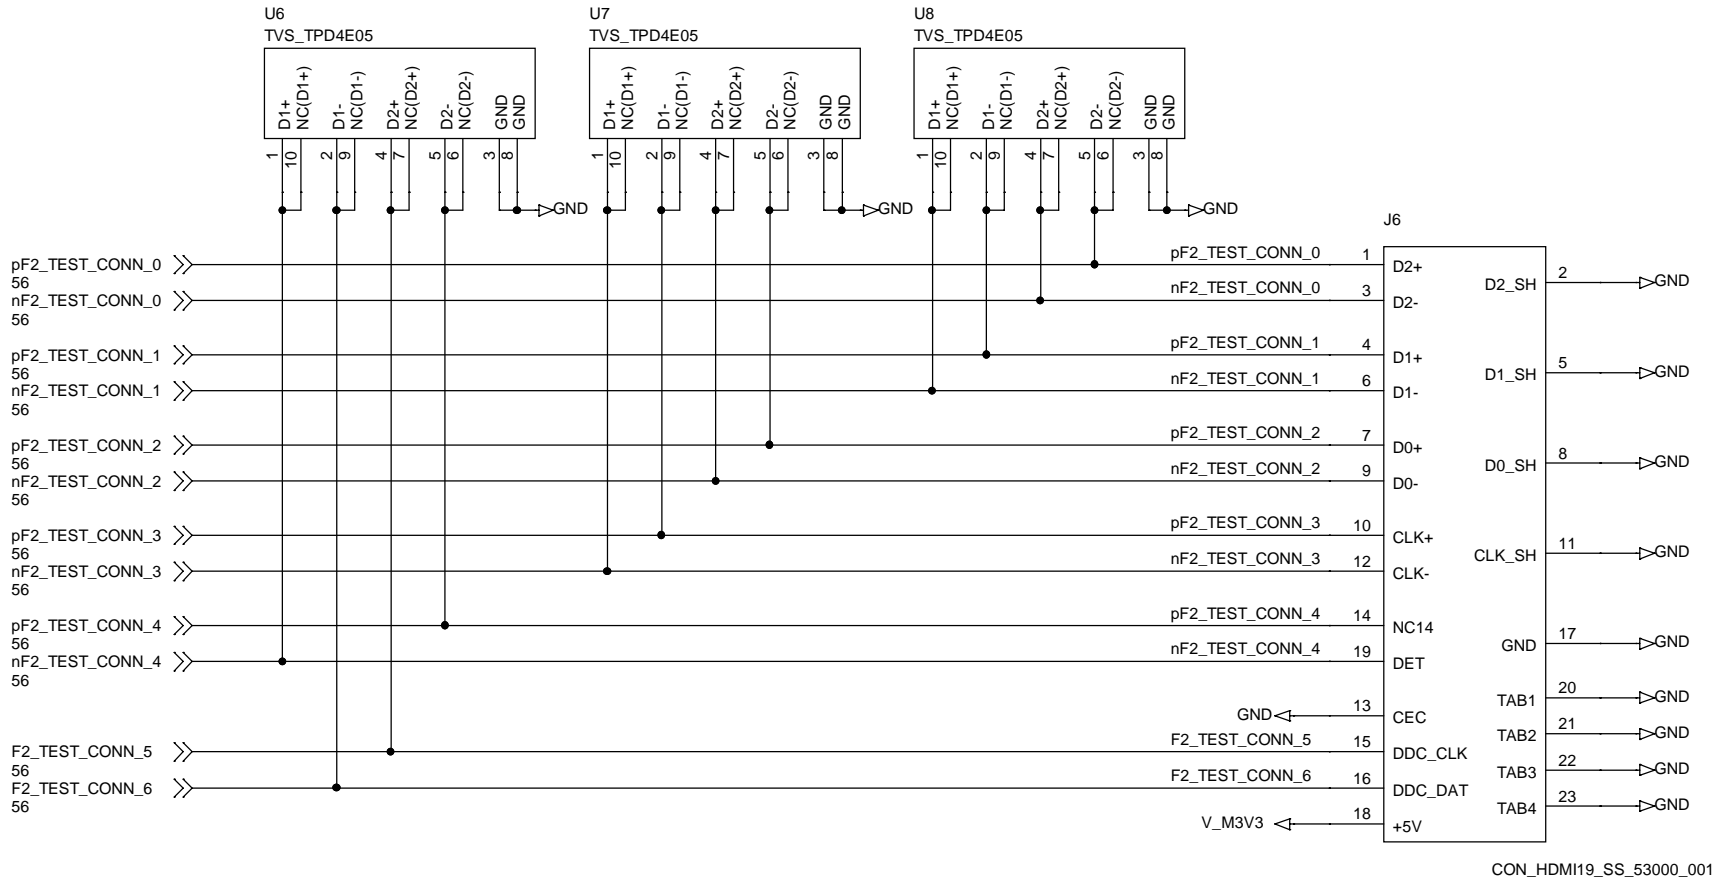 U6
TVS_TPD4E05
D1+
NC(D1+)
D1-
NC(D1-)
D2+
NC(D2+)
D2-
NC(D2-)
GND
GND
1
10
2
9
4
7
5
6
3
8
GND
U7
TVS_TPD4E05
D1+
NC(D1+)
D1-
NC(D1-)
D2+
NC(D2+)
D2-
NC(D2-)
GND
GND
1
10
2
9
4
7
5
6
3
8
GND
U8
TVS_TPD4E05
D1+
NC(D1+)
D1-
NC(D1-)
D2+
NC(D2+)
D2-
NC(D2-)
GND
GND
1
10
2
9
4
7
5
6
3
8
GND
pF2_TEST_CONN_0
56
nF2_TEST_CONN_0
56
pF2_TEST_CONN_1
56
nF2_TEST_CONN_1
56
pF2_TEST_CONN_2
56
nF2_TEST_CONN_2
56
pF2_TEST_CONN_3
56
nF2_TEST_CONN_3
56
pF2_TEST_CONN_4
56
nF2_TEST_CONN_4
56
F2_TEST_CONN_5
56
F2_TEST_CONN_6
56
J6
pF2_TEST_CONN_0 1 D2+
nF2_TEST_CONN_0 3 D2-
pF2_TEST_CONN_1 4 D1+
nF2_TEST_CONN_1 6 D1-
pF2_TEST_CONN_2 7 D0+
nF2_TEST_CONN_2 9 D0-
pF2_TEST_CONN_3 10 CLK+
nF2_TEST_CONN_3 12 CLK-
pF2_TEST_CONN_4 14 NC14
nF2_TEST_CONN_4 19 DET
GND 13 CEC
F2_TEST_CONN_5 15 DDC_CLK
F2_TEST_CONN_6 16 DDC_DAT
V_M3V3 18 +5V
D2_SH 2 GND
D1_SH 5 GND
D0_SH 8 GND
CLK_SH 11 GND
GND 17 GND
TAB1 20 GND
TAB2 21 GND
TAB3 22 GND
TAB4 23 GND
CON_HDMI19_SS_53000_001